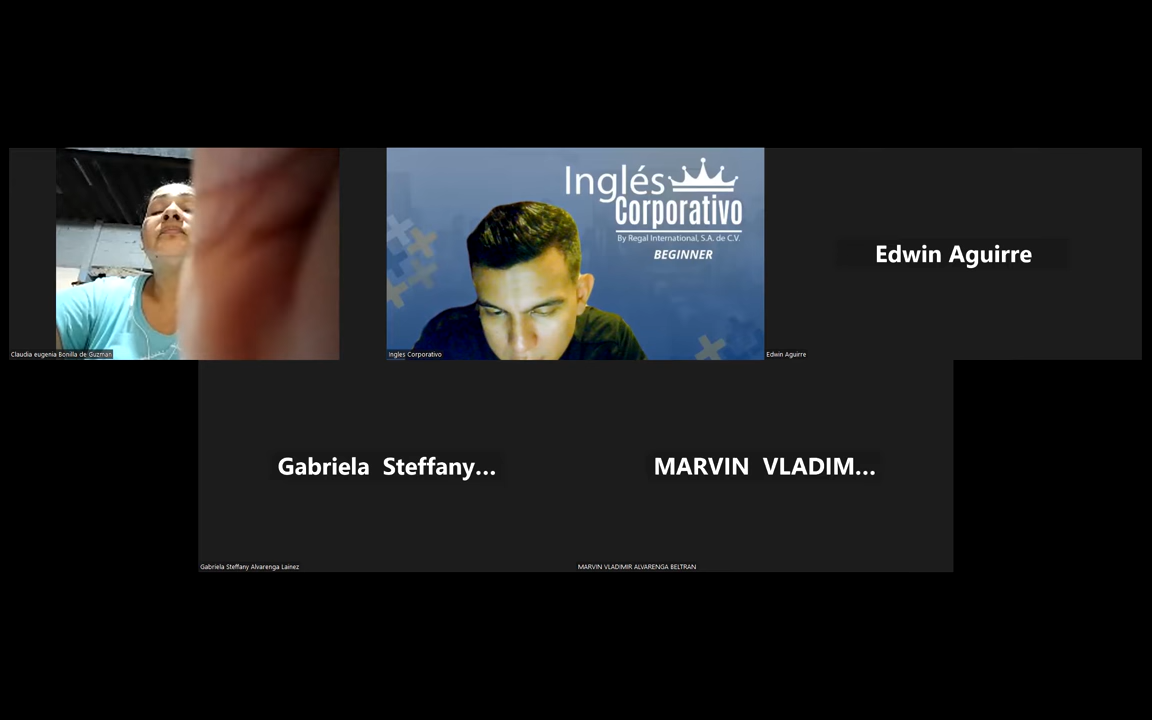 Inglés
Corporativo
By Regal International, S.A. de C.V.
BEGINNER
Edwin Aguirre
Claudia eugenia Bonilla de Guzman
Ingles Corporativo
Edwin Aguirre
Gabriela Steffany...
MARVIN VLADIM...
Gabriela Steffany Alvarenga Lainez
MARVIN VLADIMIR ALVARENGA BELTRAN